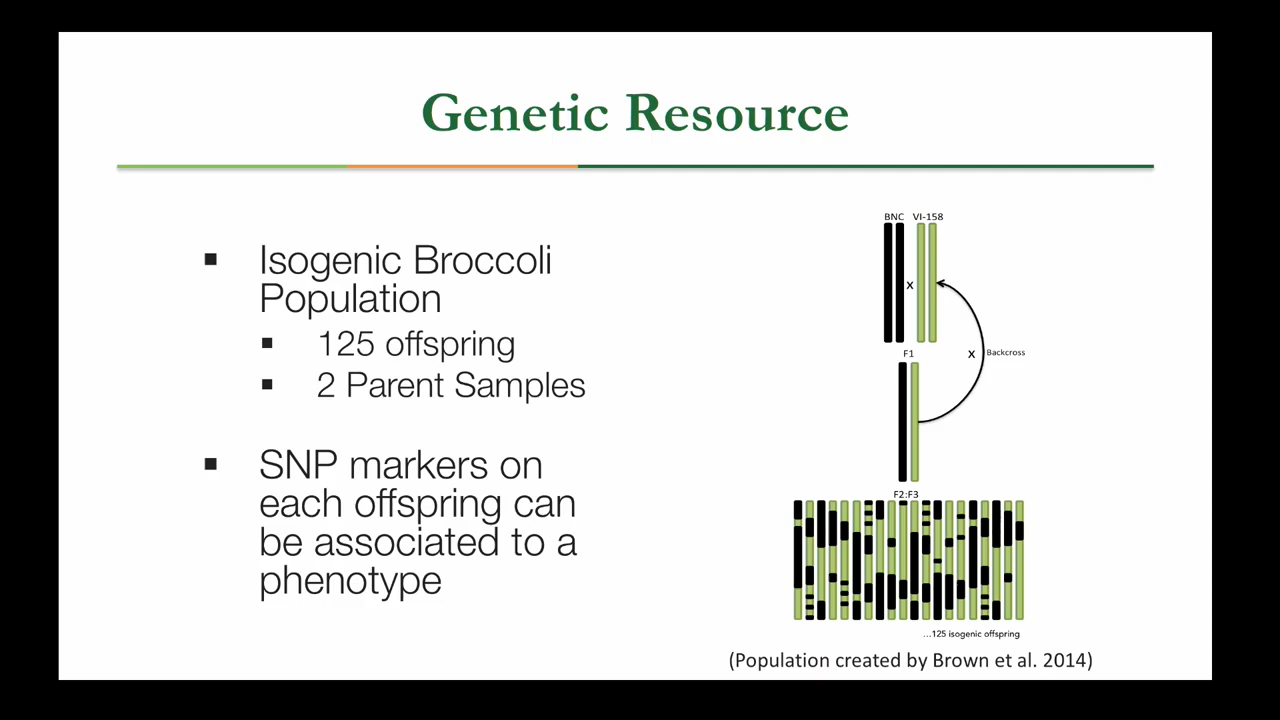 Genetic Resource
▪ Isogenic Broccoli
Population
▪ 125 offspring
▪ 2 Parent Samples
▪ SNP markers on
each offspring can
be associated to a
phenotype
BNC VI-158
x
F1
x Backcross
F2:F3
...125 isogenic offspring
(Population created by Brown et al. 2014)